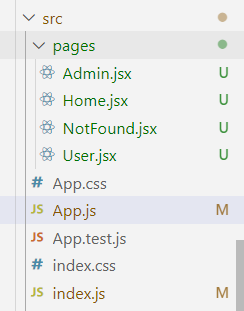 src
pages
Admin.jsx U
Home.jsx U
NotFound.jsx U
User.jsx U
# App.css
JS App.js M
JS App.test.js
# index.css
JS index.js M